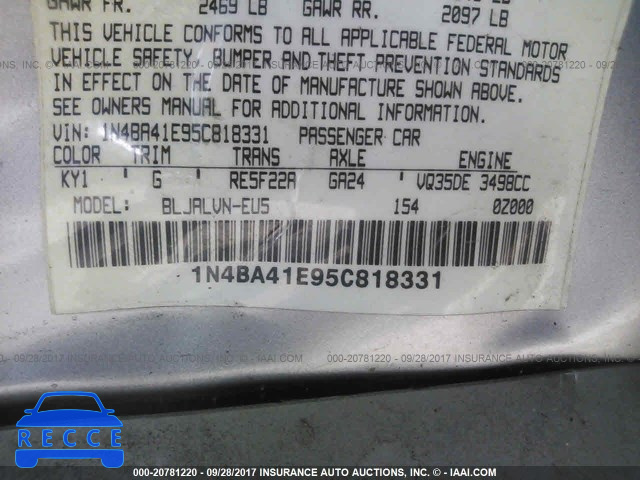 GAWR FR. 2469 LB GAWR RR. 2097 LB
THIS VEHICLE CONFORMS TO ALL APPLICABLE FEDERAL MOTOR
VEHICLE SAFETY, BUMPER AND THEFT PREVENTION STANDARDS
IN EFFECT ON THE DATE OF MANUFACTURE SHOWN ABOVE.
SEE OWNERS MANUAL FOR ADDITIONAL INFORMATION.
VIN: 1N4BA41E95C818331 PASSENGER CAR
COLOR TRIM TRANS AXLE ENGINE
KY1 G RE5F22A GA24 VQ35DE 3498CC
MODEL: BLJALVN-EU5 154 0Z000
1N4BA41E95C818331
000-20781220 - 09/28/2017 - INSURANCE AUTO AUCTIONS, INC. - © IAAI.COM
RECCE
000-20781220 - 09/28/2017 INSURANCE AUTO AUCTIONS, INC. - © IAAI.COM